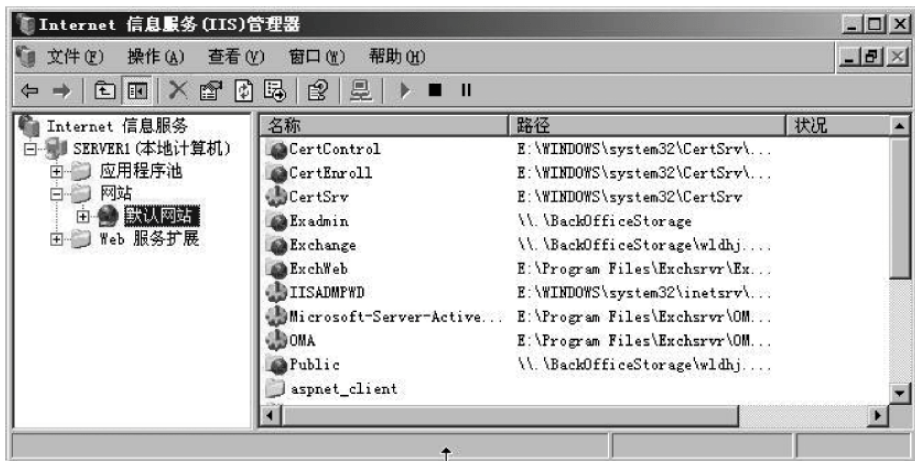 Internet 信息服务(IIS)管理器
文件(F) 操作(A) 查看(V) 窗口(W) 帮助(H)
Internet 信息服务
SERVER1(本地计算机)
应用程序池
网站
默认网站
Web 服务扩展
名称 路径 状况
CertControl E:\WINDOWS\system32\CertSrv\...
CertEnroll E:\WINDOWS\system32\CertSrv\...
CertSrv E:\WINDOWS\system32\CertSrv
Exadmin \\.\BackOfficeStorage
Exchange \\.\BackOfficeStorage\wldhj....
ExchWeb E:\Program Files\Exchsrvr\Ex...
IISADMPWD E:\WINDOWS\system32\inetsrv\...
Microsoft-Server-Active... E:\Program Files\Exchsrvr\OM...
OMA E:\Program Files\Exchsrvr\OM...
Public \\.\BackOfficeStorage\wldhj....
aspnet_client